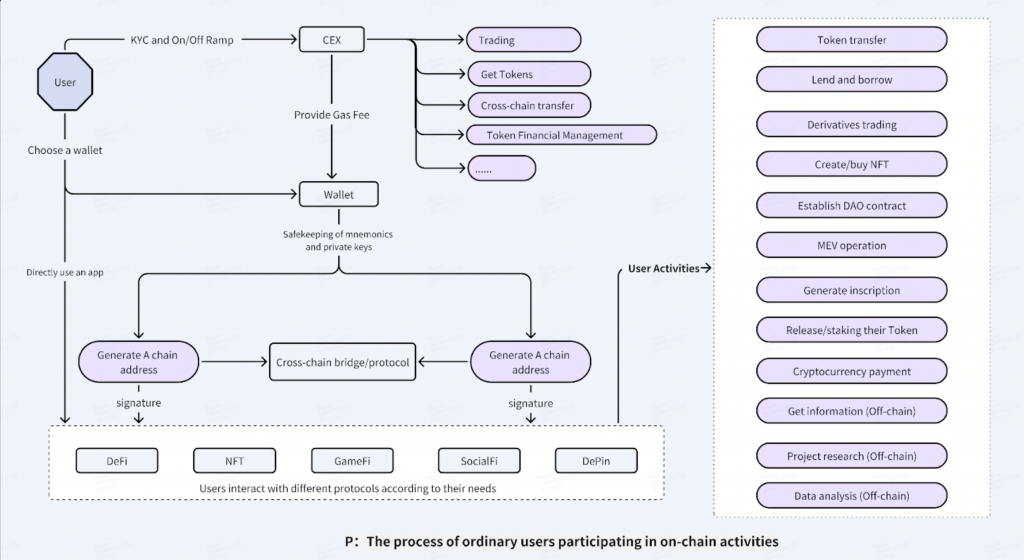 KYC and On/Off Ramp
CEX
Trading
User
Get Tokens
Cross-chain transfer
Provide Gas Fee
Token Financial Management
......
Choose a wallet
Wallet
Safekeeping of mnemonics
and private keys
Directly use an app
Generate A chain
address
Cross-chain bridge/protocol
Generate A chain
address
signature
signature
DeFi
NFT
GameFi
SocialFi
DePin
Users interact with different protocols according to their needs
User Activities
Token transfer
Lend and borrow
Derivatives trading
Create/buy NFT
Establish DAO contract
MEV operation
Generate inscription
Release/staking their Token
Cryptocurrency payment
Get information (Off-chain)
Project research (Off-chain)
Data analysis (Off-chain)
P: The process of ordinary users participating in on-chain activities